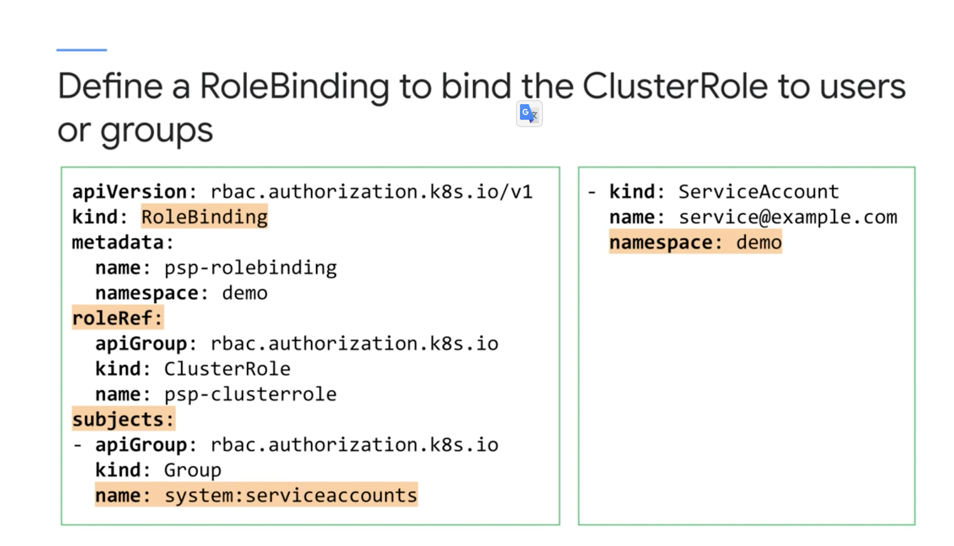 Define a RoleBinding to bind the ClusterRole to users
or groups
apiVersion: rbac.authorization.k8s.io/v1
kind: RoleBinding
metadata:
  name: psp-rolebinding
  namespace: demo
roleRef:
  apiGroup: rbac.authorization.k8s.io
  kind: ClusterRole
  name: psp-clusterrole
subjects:
- apiGroup: rbac.authorization.k8s.io
  kind: Group
  name: system:serviceaccounts
- kind: ServiceAccount
  name: service@example.com
  namespace: demo